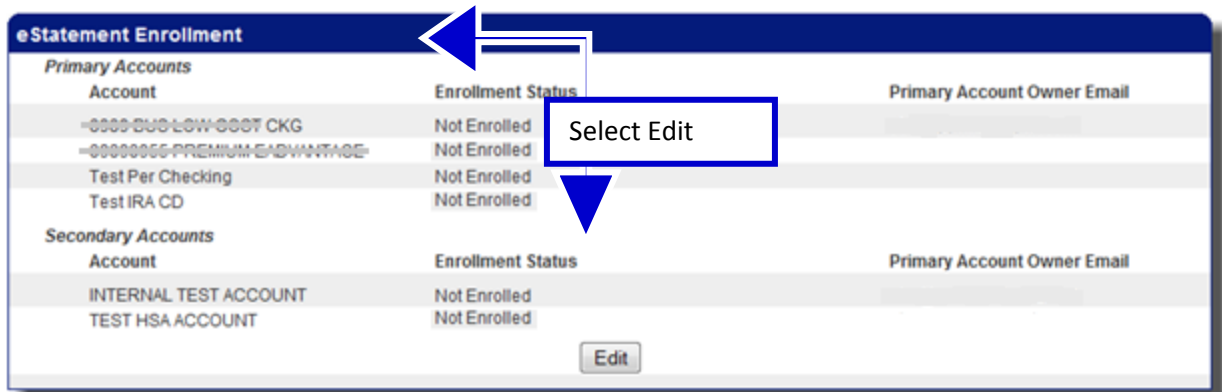 eStatement Enrollment
Primary Accounts
Account Enrollment Status Primary Account Owner Email
CKG Not Enrolled
Not Enrolled
Test Per Checking Not Enrolled
Test IRA CD Not Enrolled
Select Edit
Secondary Accounts
Account Enrollment Status Primary Account Owner Email
INTERNAL TEST ACCOUNT Not Enrolled
TEST HSA ACCOUNT Not Enrolled
Edit